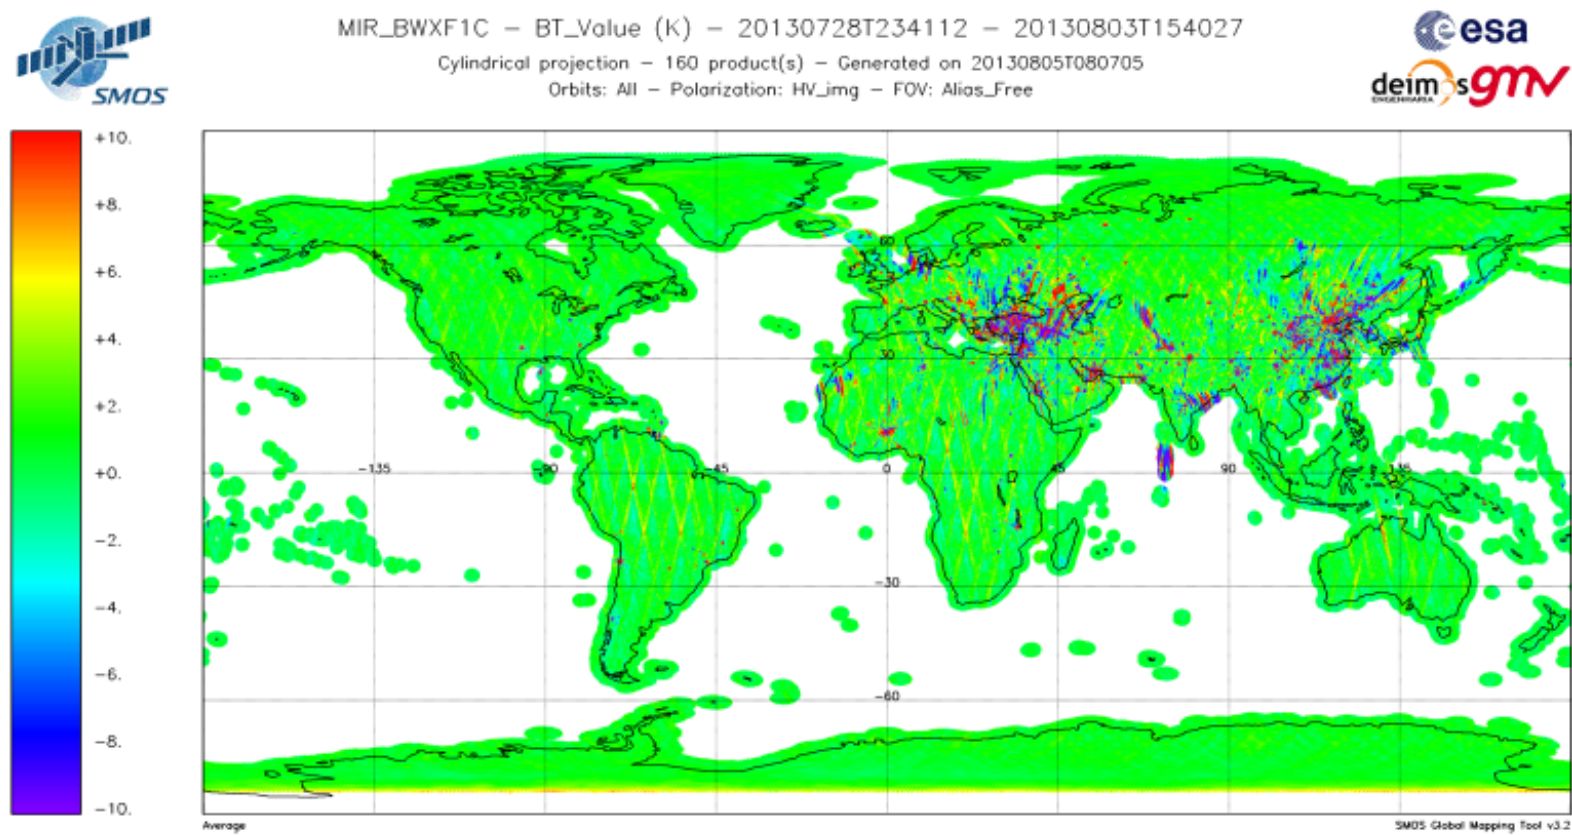 MIR_BWXF1C - BT_Value (K) - 20130728T234112 - 20130803T154027
Cylindrical projection - 160 product(s) - Generated on 20130805T080705
Orbits: All - Polarization: HV_img - FOV: Alias_Free
SMOS
esa
deimos
ENGENHARIA
gmv
+10.
+8.
+6.
+4.
+2.
+0.
-2.
-4.
-6.
-8.
-10.
60
30
-135
-90
-45
0
45
90
135
-30
-60
Average
SMOS Global Mapping Tool v3.2